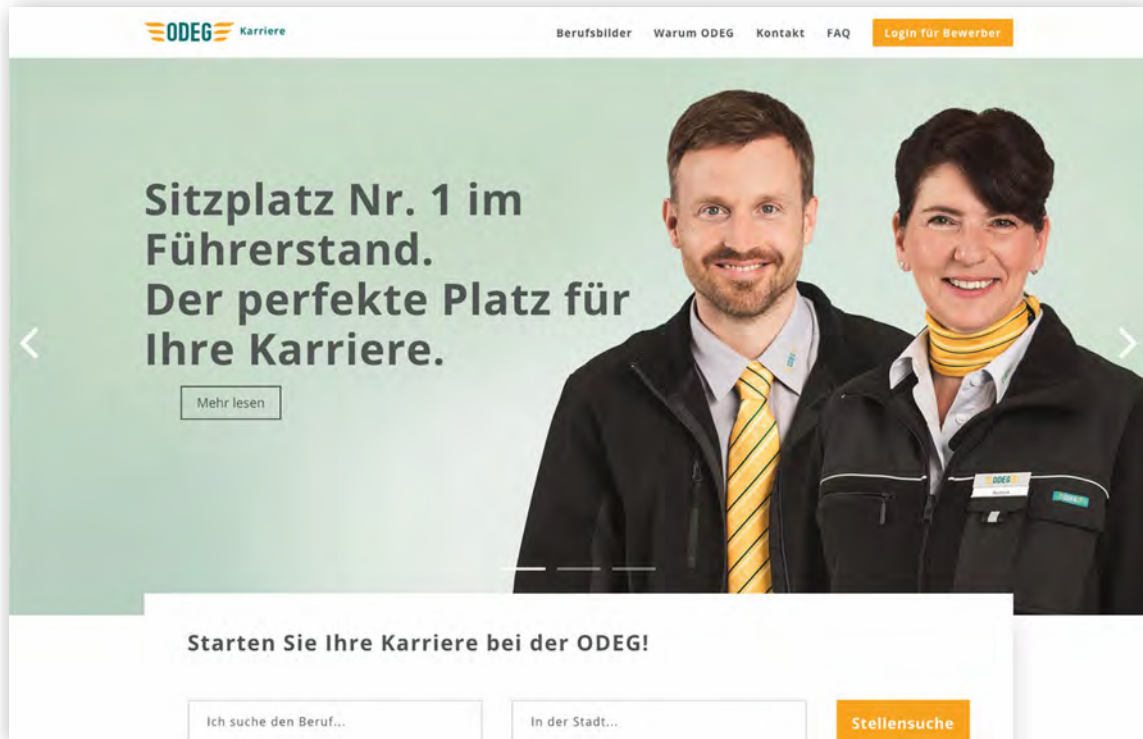 ODEG Karriere
Berufsbilder Warum ODEG Kontakt FAQ Login für Bewerber
Sitzplatz Nr. 1 im
Führerstand.
Der perfekte Platz für
Ihre Karriere.
Mehr lesen
ODEG
ODEG
Starten Sie Ihre Karriere bei der ODEG!
Ich suche den Beruf... In der Stadt... Stellensuche